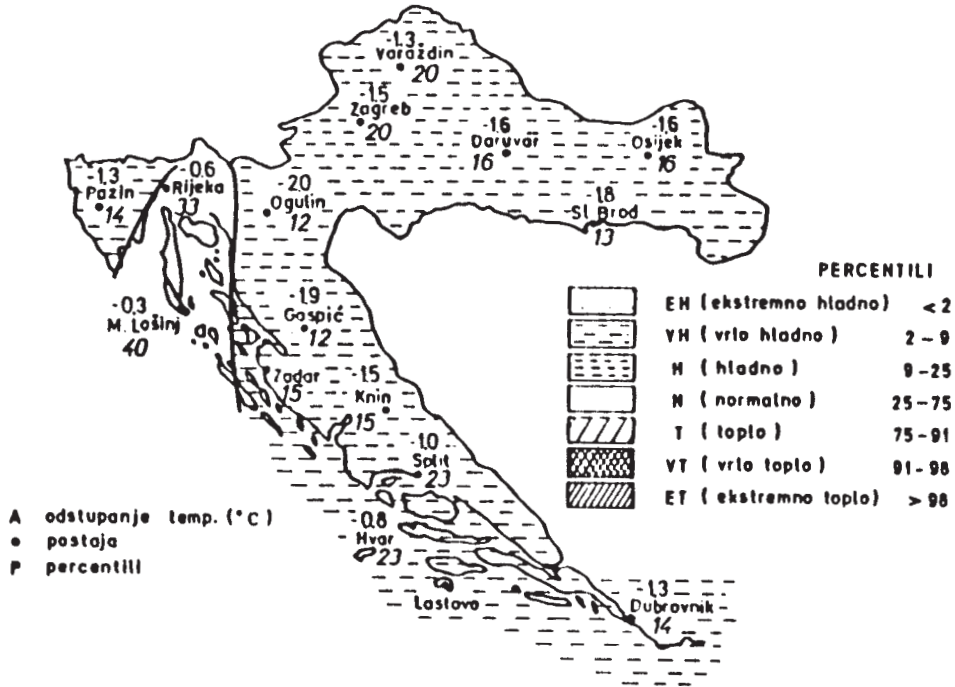 -1.3
Varaždin
20
-1.5
Zagreb
20
-1.6
Daruvar
16
-1.6
Osijek
16
-1.3
Pazin
14
-0.6
Rijeka
33
-2.0
Ogulin
12
1.8
Sl. Brod
13
-0.3
M. Lošinj
40
-1.9
Gospić
12
Zadar
15
-1.5
Knin
15
-1.0
Split
23
-0.8
Hvar
23
Lastovo
-1.3
Dubrovnik
14
PERCENTILI
EH (ekstremno hladno) < 2
VH (vrlo hladno) 2 - 9
H (hladno) 9 - 25
N (normalno) 25 - 75
T (toplo) 75 - 91
VT (vrlo toplo) 91 - 98
ET (ekstremno toplo) > 98
A odstupanje temp. (°C)
• postaja
P percentili